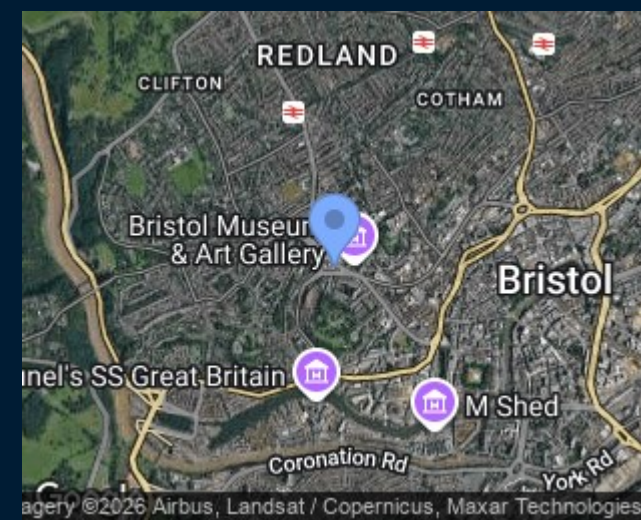 REDLAND
CLIFTON
COTHAM
Bristol Museum
& Art Gallery
Bristol
nel's SS Great Britain
M Shed
Coronation Rd
York Rd
agery ©2026 Airbus, Landsat / Copernicus, Maxar Technologies